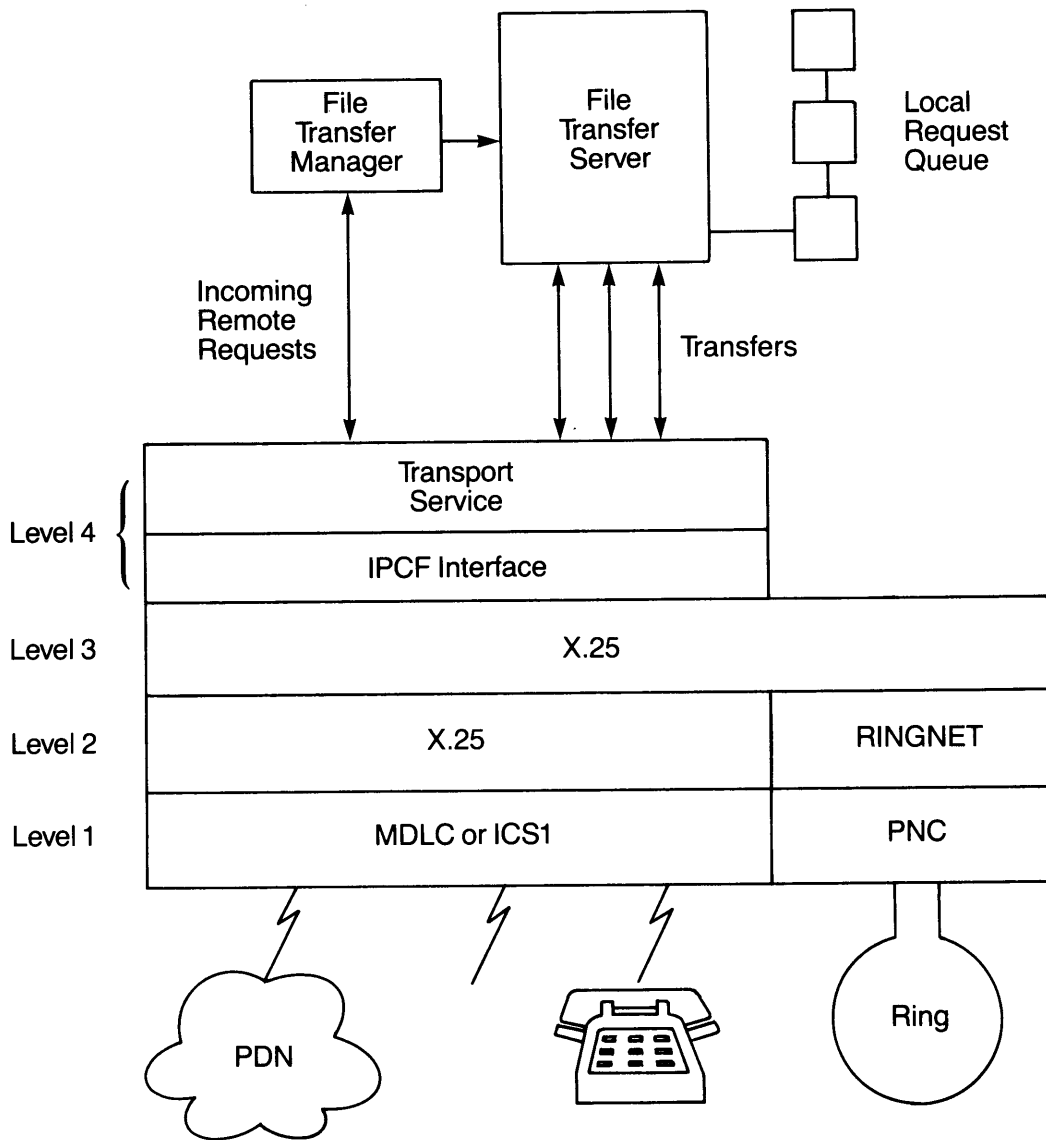 File
Transfer
Manager
File
Transfer
Server
Local
Request
Queue
Incoming
Remote
Requests
Transfers
Level 4
Transport
Service
IPCF Interface
Level 3
X.25
Level 2
X.25
RINGNET
Level 1
MDLC or ICS1
PNC
PDN
Ring